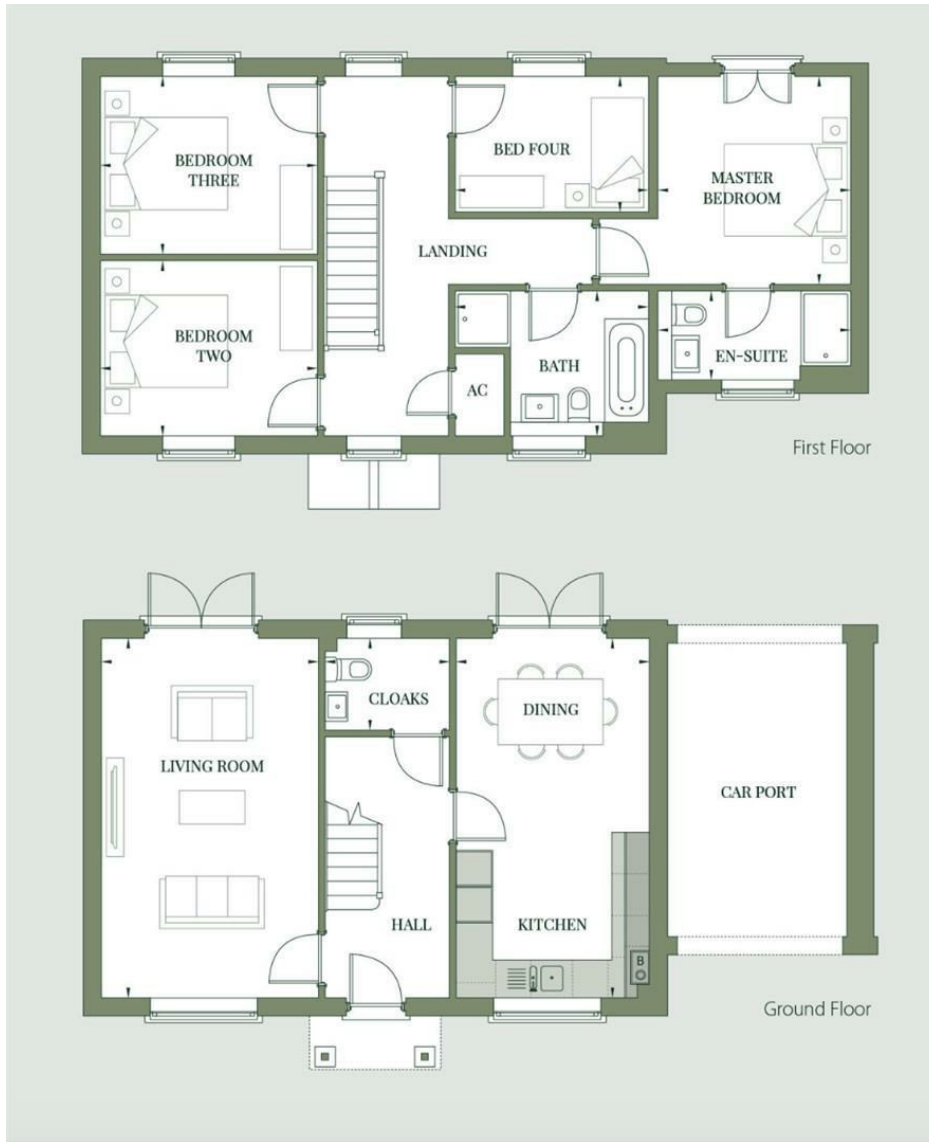 BEDROOM
THREE
BED FOUR
MASTER
BEDROOM
LANDING
BEDROOM
TWO
BATH
EN-SUITE
AC
First Floor
CLOAKS
DINING
LIVING ROOM
CAR PORT
HALL
KITCHEN
B
Ground Floor